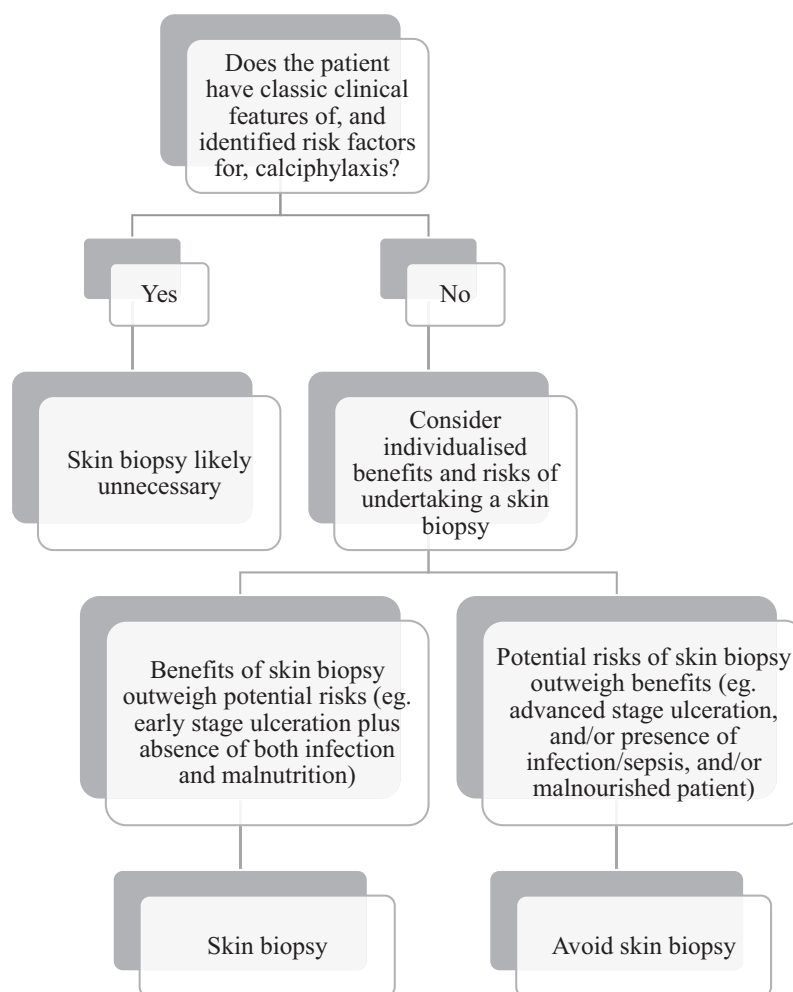 Does the patient
have classic clinical
features of, and
identified risk factors
for, calciphylaxis?
Yes
No
Skin biopsy likely
unnecessary
Consider
individualised
benefits and risks of
undertaking a skin
biopsy
Benefits of skin biopsy
outweigh potential risks (eg.
early stage ulceration plus
absence of both infection
and malnutrition)
Potential risks of skin biopsy
outweigh benefits (eg.
advanced stage ulceration,
and/or presence of
infection/sepsis, and/or
malnourished patient)
Skin biopsy
Avoid skin biopsy